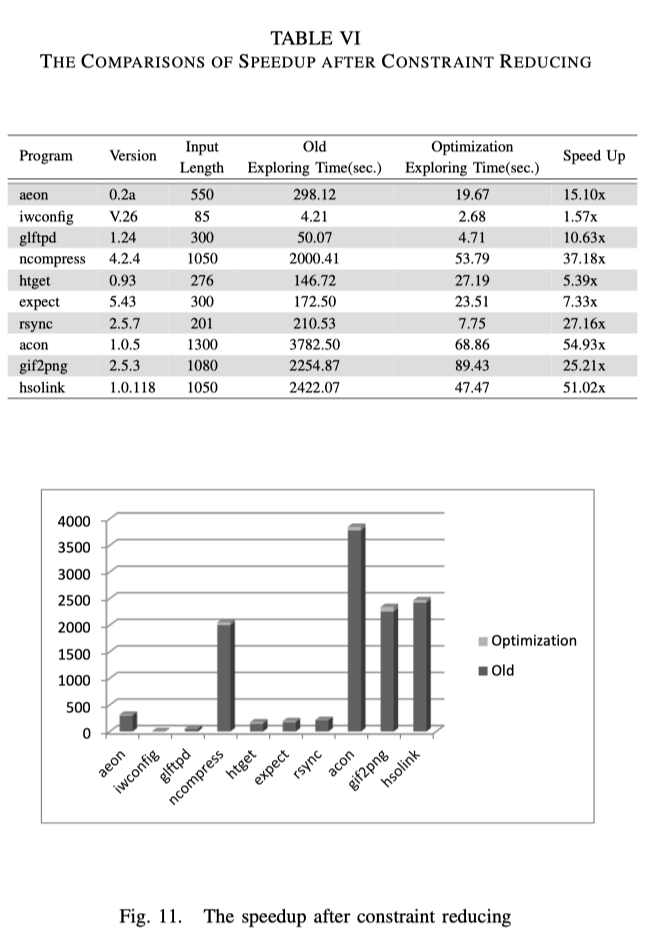 TABLE VI
THE COMPARISONS OF SPEEDUP AFTER CONSTRAINT REDUCING
Program Version Input Length Old Exploring Time(sec.) Optimization Exploring Time(sec.) Speed Up
aeon 0.2a 550 298.12 19.67 15.10x
iwconfig V.26 85 4.21 2.68 1.57x
glftpd 1.24 300 50.07 4.71 10.63x
ncompress 4.2.4 1050 2000.41 53.79 37.18x
htget 0.93 276 146.72 27.19 5.39x
expect 5.43 300 172.50 23.51 7.33x
rsync 2.5.7 201 210.53 7.75 27.16x
acon 1.0.5 1300 3782.50 68.86 54.93x
gif2png 2.5.3 1080 2254.87 89.43 25.21x
hsolink 1.0.118 1050 2422.07 47.47 51.02x
4000
3500
3000
2500
2000
1500
1000
500
0
aeon
iwconfig
glftpd
ncompress
htget
expect
rsync
acon
gif2png
hsolink
Optimization
Old
Fig. 11. The speedup after constraint reducing